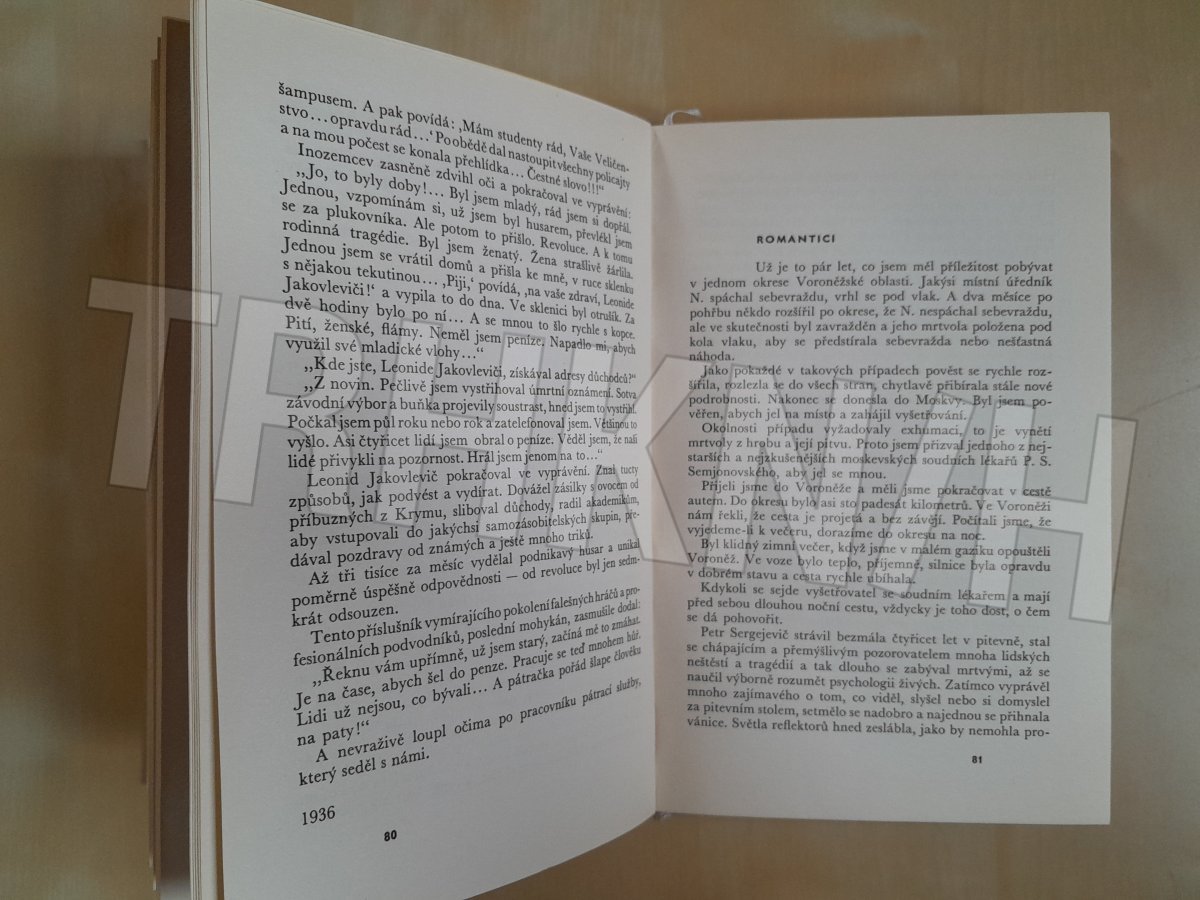 šampusem. A pak povídá: ‚Mám studenty rád, Vaše Veličen-
stvo... opravdu rád...‘ Po obědě dal nastoupit všechny policajty
a na mou počest se konala přehlídka... Čestné slovo!!!“
Inozemcev zasněně zdvihl oči a pokračoval ve vyprávění:
„Jo, to byly doby!... Byl jsem mladý, rád jsem si dopřál.
Jednou, vzpomínám si, už jsem byl husarem, převlékl jsem
se za plukovníka. Ale potom to přišlo. Revoluce. A k tomu
rodinná tragédie. Byl jsem ženatý. Žena strašlivě žárlila.
Jednou jsem se vrátil domů a přišla ke mně, v ruce sklenku
s nějakou tekutinou... ‚Piji,‘ povídá, ‚na vaše zdraví, Leonide
Jakovleviči!‘ a vypila to do dna. Ve sklenici byl otrušík. Za
dvě hodiny bylo po ní... A se mnou to šlo rychle s kopce.
Pití, ženské, flámy. Neměl jsem peníze. Napadlo mi, abych
využil své mladické vlohy...“
„Kde jste, Leonide Jakovleviči, získával adresy důchodců?“
„Z novin. Pečlivě jsem vystřihoval úmrtní oznámení. Sotva
závodní výbor a buňka projevily soustrast, hned jsem to vystřihl.
Počkal jsem půl roku nebo rok a zatelefonoval jsem. Většinou to
vyšlo. Asi čtyřicet lidí jsem obral o peníze. Věděl jsem, že naši
lidé přivykli na pozornost. Hrál jsem jenom na to...“
Leonid Jakovlevič pokračoval ve vyprávění. Znal tucty
způsobů, jak podvést a vydírat. Dovážel zásilky s ovocem od
příbuzných z Krymu, sliboval důchody, radil akademikům,
aby vstupovali do jakýchsi samozásobitelských skupin, pře-
dával pozdravy od známých a ještě mnoho triků.
Až tři tisíce za měsíc vydělal podnikavý husar a unikal
poměrně úspěšně odpovědnosti — od revoluce byl jen sedm-
krát odsouzen.
Tento příslušník vymírajícího pokolení falešných hráčů a pro-
fesionálních podvodníků, poslední mohykán, zasmušile dodal:
„Řeknu vám upřímně, už jsem starý, začíná mě to zmáhat.
Je na čase, abych šel do penze. Pracuje se teď mnohem hůř.
Lidi už nejsou, co bývali... A pátračka pořád šlape člověku
na paty!“
A nevraživě loupl očima po pracovníku pátrací služby,
který seděl s námi.
1936
80
ROMANTICI
Už je to pár let, co jsem měl příležitost pobývat
v jednom okrese Voroněžské oblasti. Jakýsi místní úředník
N. spáchal sebevraždu, vrhl se pod vlak. A dva měsíce po
pohřbu někdo rozšířil po okrese, že N. nespáchal sebevraždu,
ale ve skutečnosti byl zavražděn a jeho mrtvola položena pod
kola vlaku, aby se předstírala sebevražda nebo nešťastná
náhoda.
Jako pokaždé v takových případech pověst se rychle roz-
šířila, rozlezla se do všech stran, chytlavě přibírala stále nové
podrobnosti. Nakonec se donesla do Moskvy. Byl jsem po-
věřen, abych jel na místo a zahájil vyšetřování.
Okolnosti případu vyžadovaly exhumaci, to je vynětí
mrtvoly z hrobu a její pitvu. Proto jsem přizval jednoho z nej-
starších a nejzkušenějších moskevských soudních lékařů P. S.
Semjonovského, aby jel se mnou.
Přijeli jsme do Voroněže a měli jsme pokračovat v cestě
autem. Do okresu bylo asi sto padesát kilometrů. Ve Voroněži
nám řekli, že cesta je projetá a bez závějí. Počítali jsme, že
vyjedeme-li k večeru, dorazíme do okresu na noc.
Byl klidný zimní večer, když jsme v malém gaziku opouštěli
Voroněž. Ve voze bylo teplo, příjemně, silnice byla opravdu
v dobrém stavu a cesta rychle ubíhala.
Kdykoli se sejde vyšetřovatel se soudním lékařem a mají
před sebou dlouhou noční cestu, vždycky je toho dost, o čem
se dá pohovořit.
Petr Sergejevič strávil bezmála čtyřicet let v pitevně, stal
se chápajícím a přemýšlivým pozorovatelem mnoha lidských
neštěstí a tragédií a tak dlouho se zabýval mrtvými, až se
naučil výborně rozumět psychologii živých. Zatímco vyprávěl
mnoho zajímavého o tom, co viděl, slyšel nebo si domyslel
za pitevním stolem, setmělo se nadobro a najednou se přihnala
vánice. Světla reflektorů hned zeslábla, jako by nemohla pro-
81